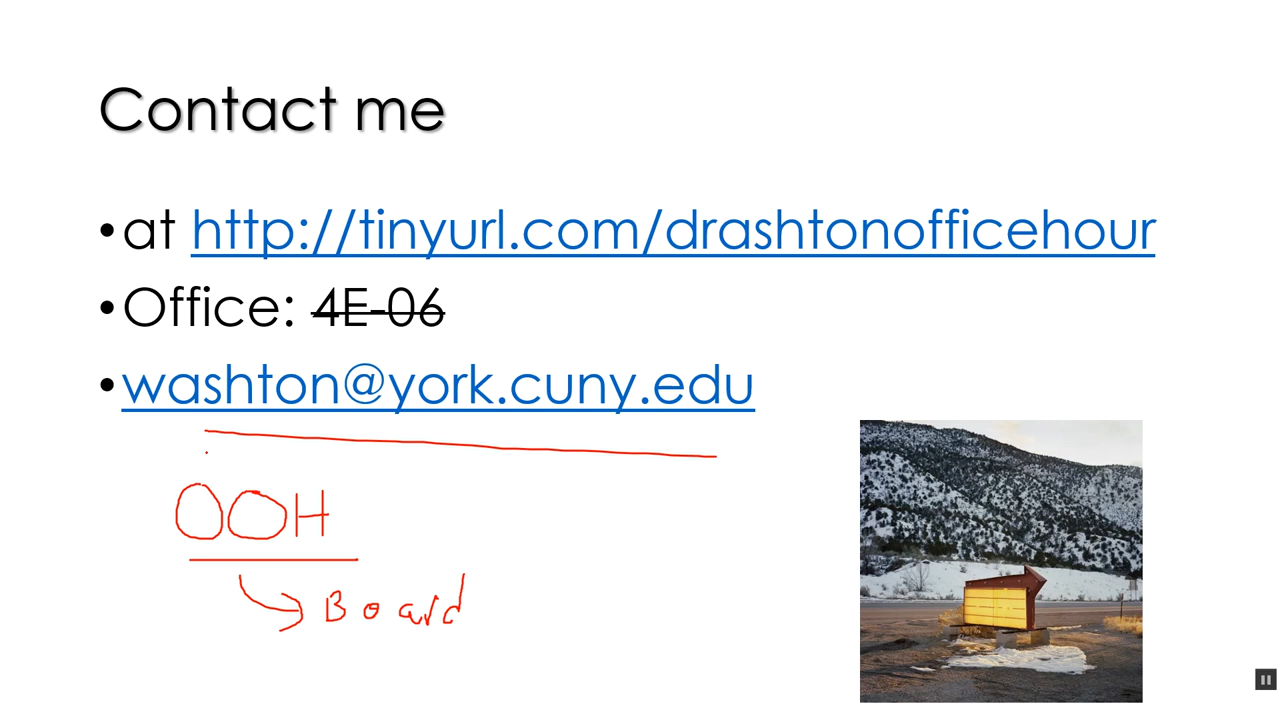 Contact me
•at http://tinyurl.com/drashtonofficehour
•Office: 4E-06
•washton@york.cuny.edu
OOH
Board